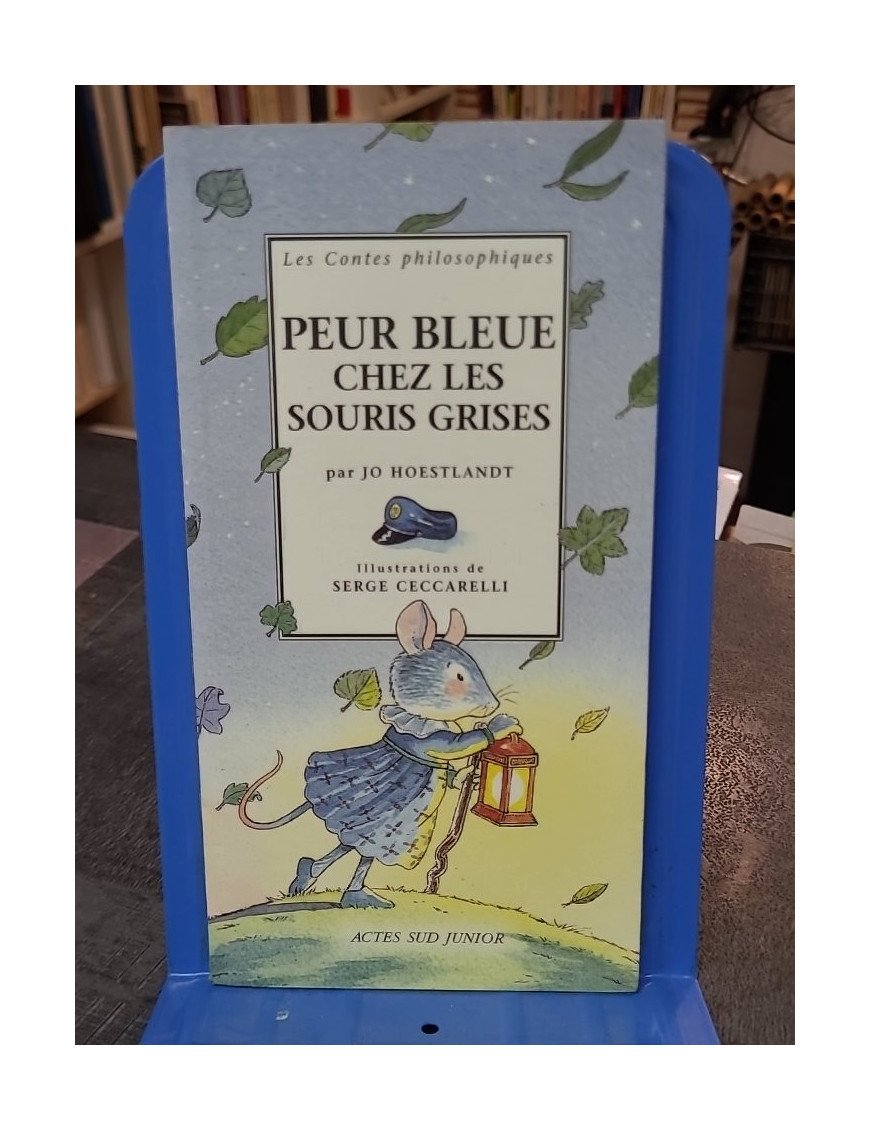 Les Contes philosophiques
PEUR BLEUE
CHEZ LES
SOURIS GRISES
par JO HOESTLANDT
Illustrations de
SERGE CECCARELLI
ACTES SUD JUNIOR